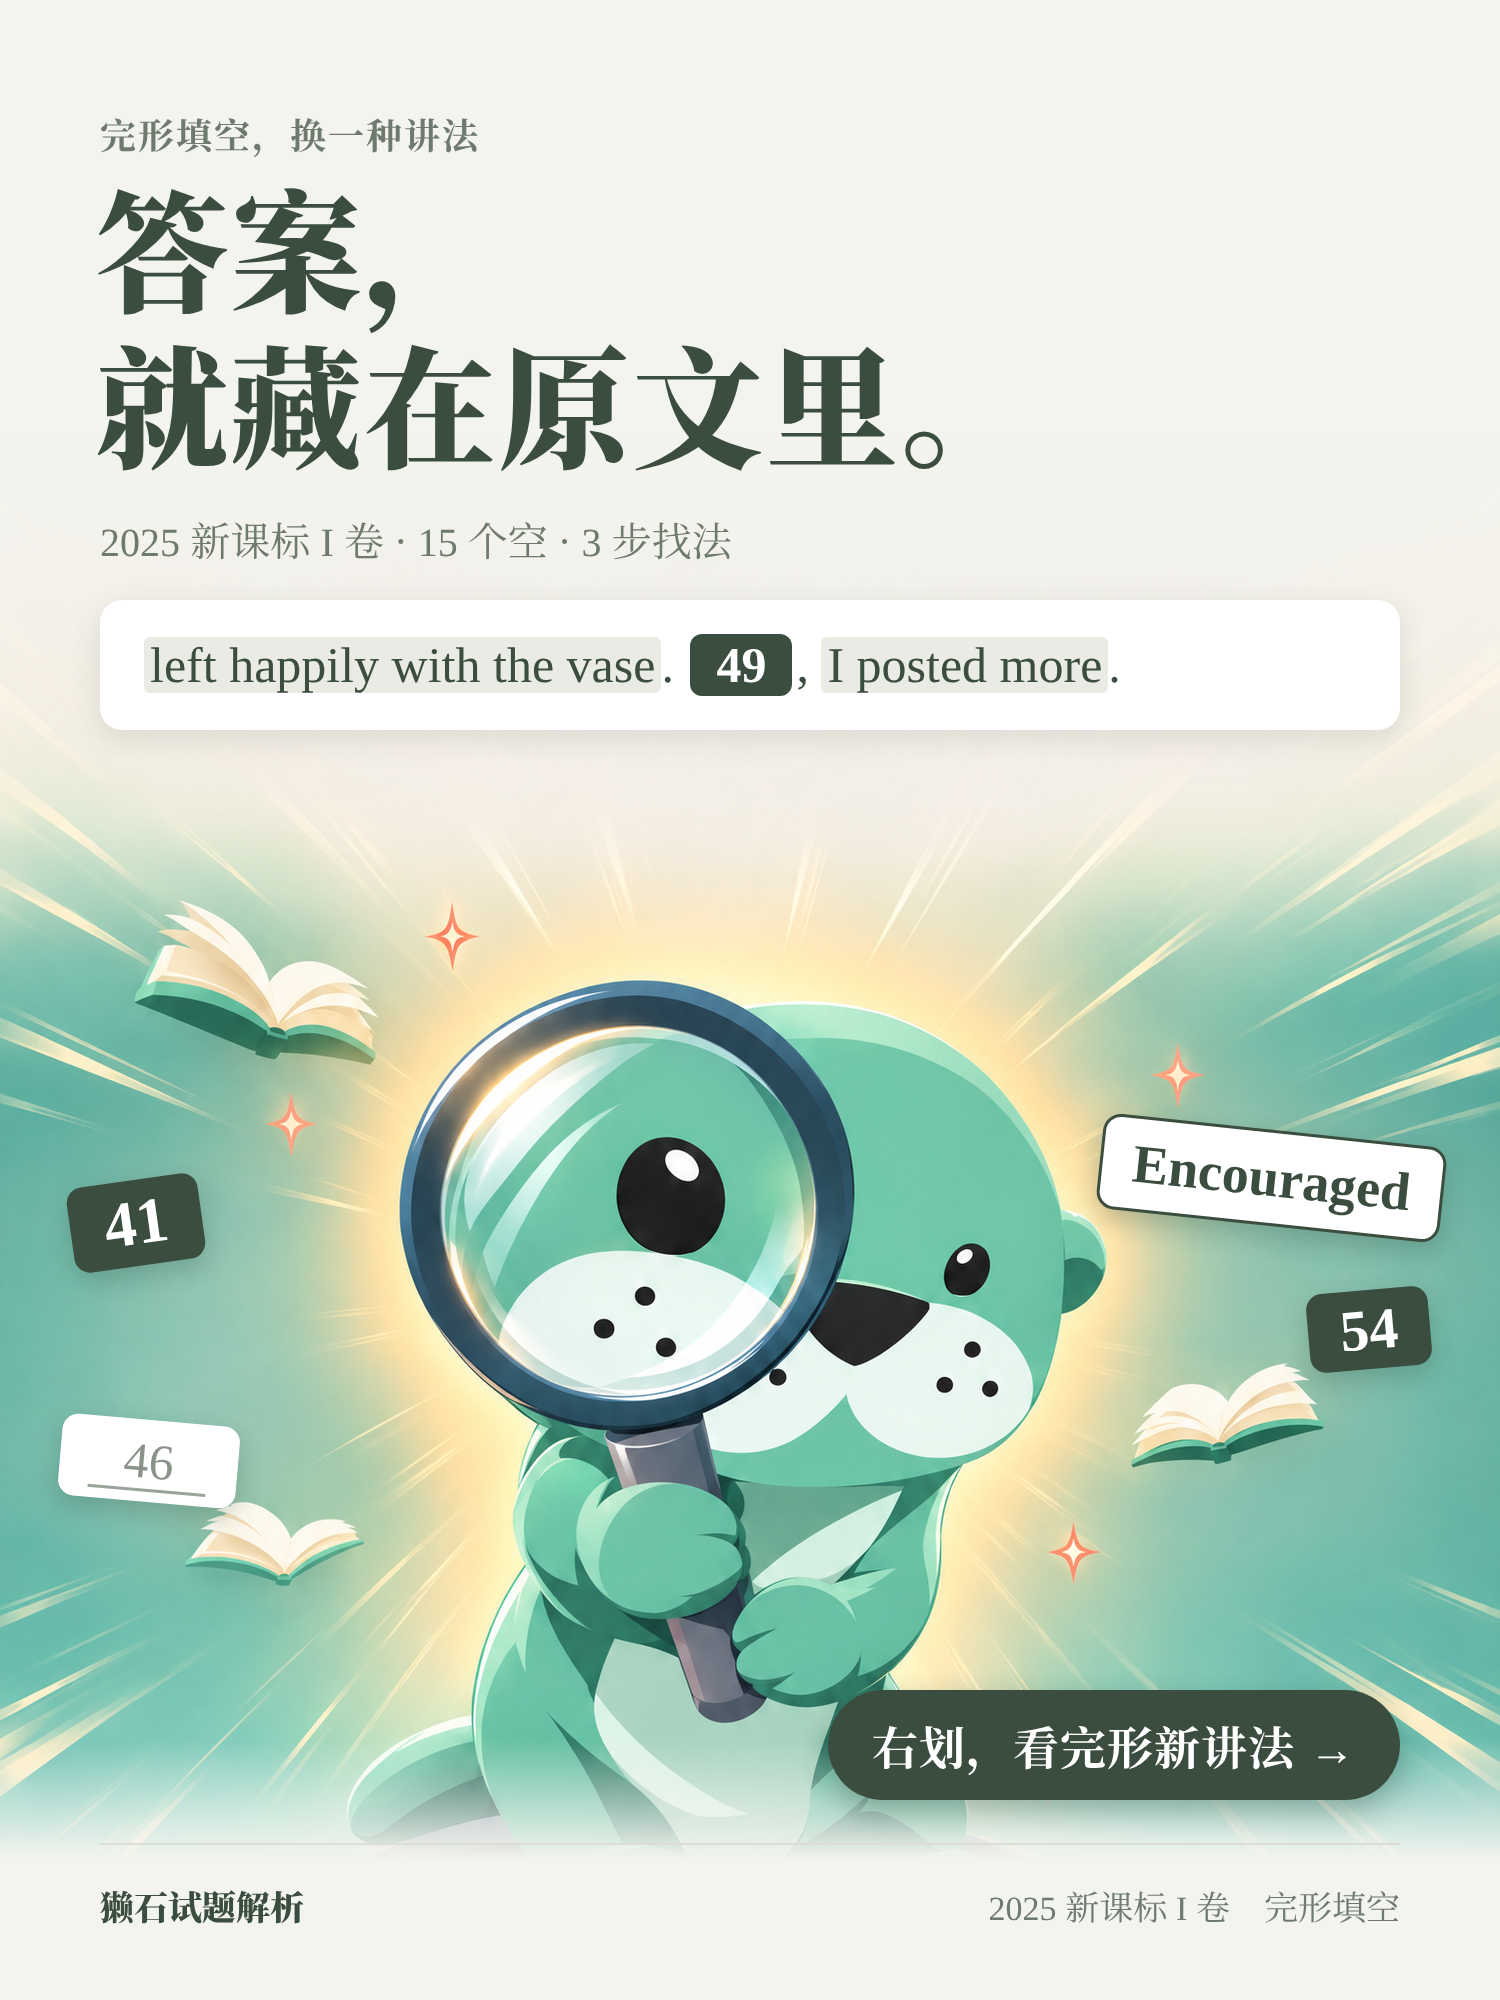 完形填空，换一种讲法
答案，
就藏在原文里。
2025 新课标 I 卷 · 15 个空 · 3 步找法
left happily with the vase. 49, I posted more.
Encouraged
41
54
46
右划，看完形新讲法 →
獭石试题解析
2025 新课标 I 卷 完形填空